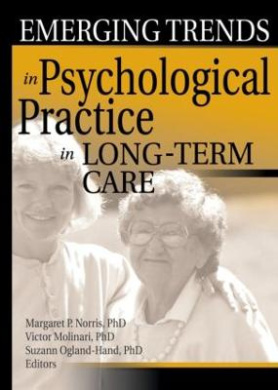 EMERGING TRENDS
in Psychological
Practice
in LONG-TERM
CARE
Margaret P. Norris, PhD
Victor Molinari, PhD
Suzann Ogland-Hand, PhD
Editors